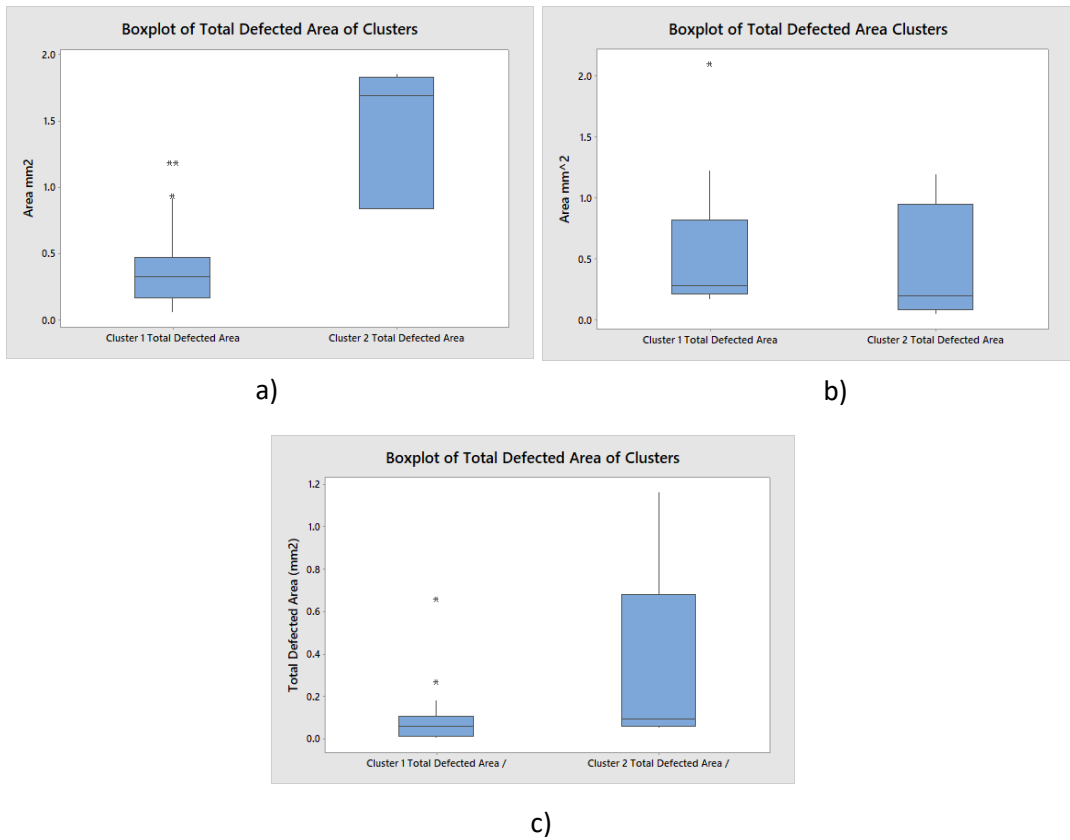 Boxplot of Total Defected Area of Clusters
2.0
1.5
1.0
0.5
0.0
Area mm2
**
*
Cluster 1 Total Defected Area
Cluster 2 Total Defected Area
a)
Boxplot of Total Defected Area Clusters
2.0
1.5
1.0
0.5
0.0
Area mm^2
*
Cluster 1 Total Defected Area
Cluster 2 Total Defected Area
b)
Boxplot of Total Defected Area of Clusters
1.2
1.0
0.8
0.6
0.4
0.2
0.0
Total Defected Area (mm2)
*
*
Cluster 1 Total Defected Area /
Cluster 2 Total Defected Area /
c)